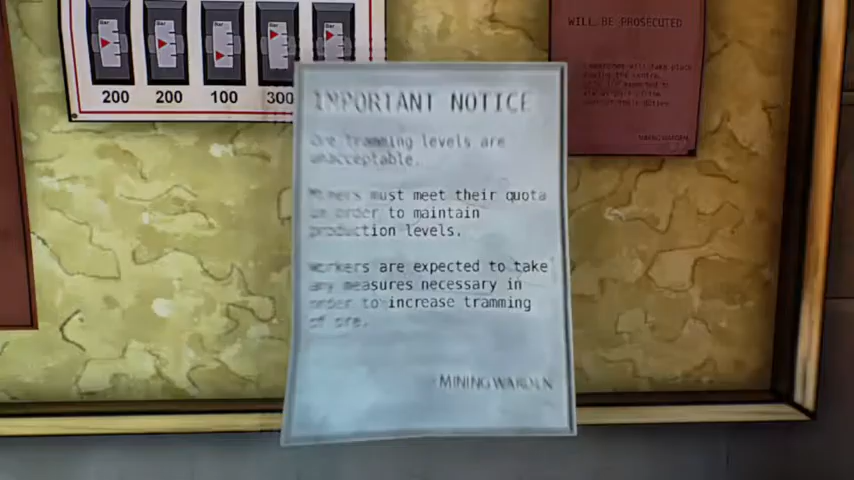 Bar
200
200
100
300
WILL BE PROSECUTED
IMPORTANT NOTICE
Ore tramming levels are
unacceptable.
Miners must meet their quota
in order to maintain
production levels.
Workers are expected to take
any measures necessary in
order to increase tramming
of ore.
MINING WARDEN